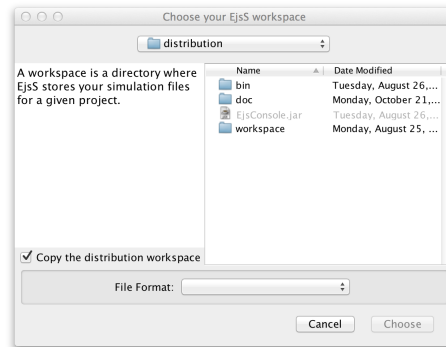 Choose your EjsS workspace
distribution
A workspace is a directory where
EjsS stores your simulation files
for a given project.
Name Date Modified
bin Tuesday, August 26,...
doc Monday, October 21,...
EjsConsole.jar Tuesday, August 26,...
workspace Monday, August 25, ...
Copy the distribution workspace
File Format:
Cancel Choose